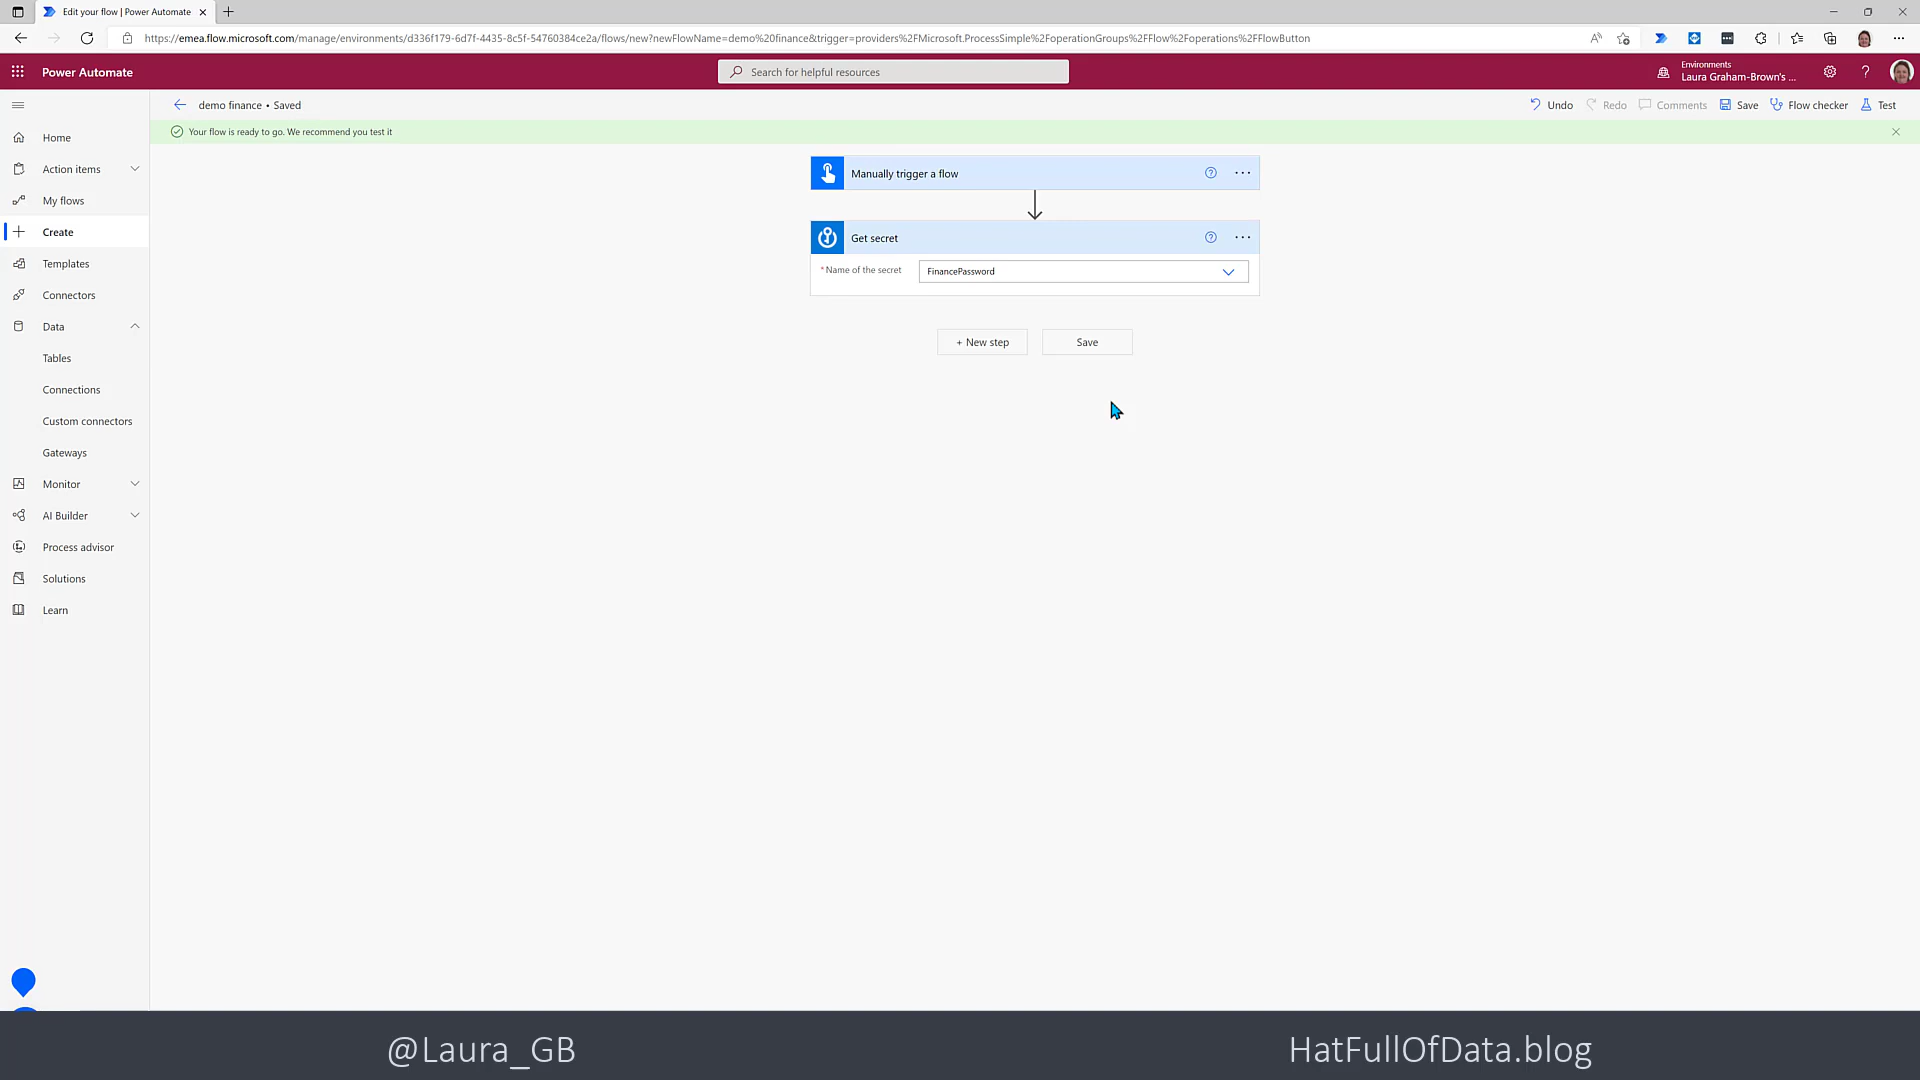 Edit your flow | Power Automate
https://emea.flow.microsoft.com/manage/environments/d336f179-6d7f-4435-8c5f-54760384ce2a/flows/new?newFlowName=demo%20finance&trigger=providers%2FMicrosoft.ProcessSimple%2FoperationGroups%2FFlow%2Foperations%2FFlowButton
Power Automate
Search for helpful resources
Environments
Laura Graham-Brown's ...
demo finance • Saved
Undo
Redo
Comments
Save
Flow checker
Test
Your flow is ready to go. We recommend you test it
Home
Action items
My flows
Create
Templates
Connectors
Data
Tables
Connections
Custom connectors
Gateways
Monitor
AI Builder
Process advisor
Solutions
Learn
Manually trigger a flow
Get secret
* Name of the secret
FinancePassword
+ New step
Save
@Laura_GB
HatFullOfData.blog